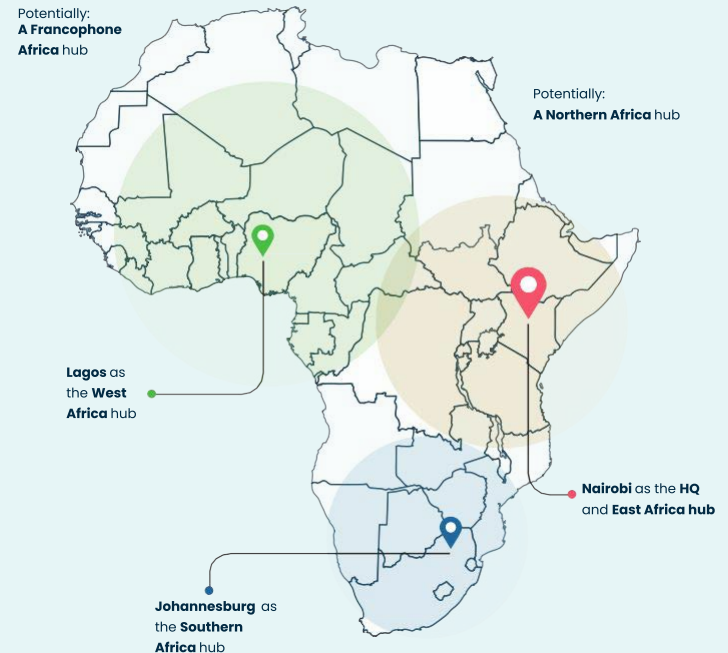 Potentially:
A Francophone
Africa hub
Potentially:
A Northern Africa hub
Lagos as
the West
Africa hub
Nairobi as the HQ
and East Africa hub
Johannesburg as
the Southern
Africa hub